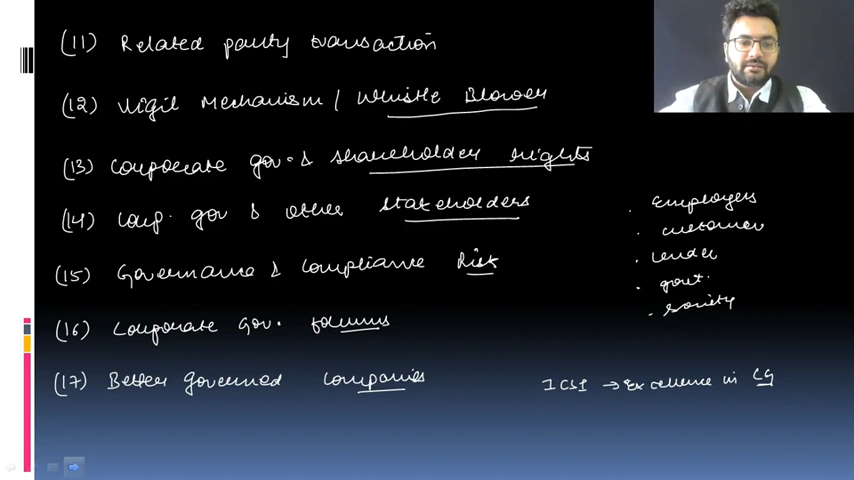 (11) Related party transaction
(12) Vigil Mechanism / Whistle Blower
(13) Corporate gov. & shareholder rights
(14) Corp. gov & other stakeholders
(15) Governance & Compliance Risk
(16) Corporate Gov. forums
(17) Better Governed Companies
. Employees
. customer
. Lender
. govt.
. society
ICSI → Excellence in CG